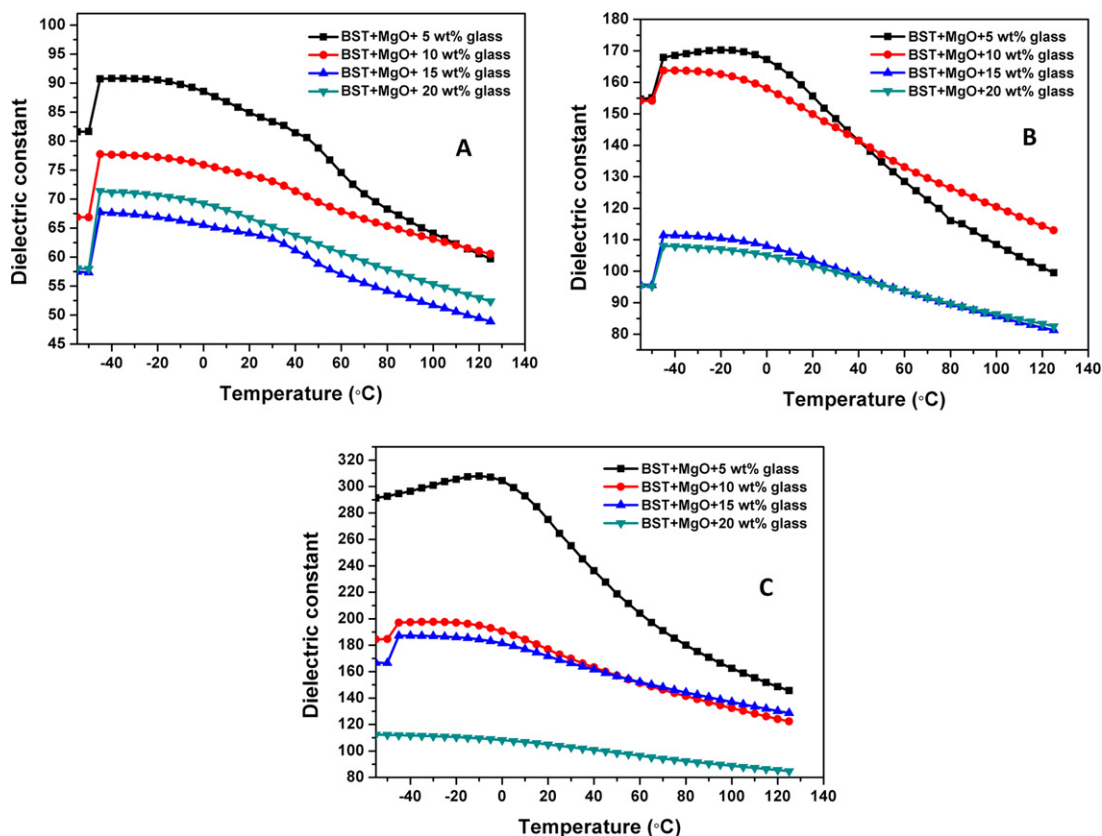 100
95
90
85
80
75
70
65
60
55
50
45
Dielectric constant
BST+MgO+ 5 wt% glass
BST+MgO+ 10 wt% glass
BST+MgO+ 15 wt% glass
BST+MgO+ 20 wt% glass
A
-40 -20 0 20 40 60 80 100 120 140
Temperature (◦C)
180
170
160
150
140
130
120
110
100
90
80
Dielectric constant
BST+MgO+5 wt% glass
BST+MgO+10 wt% glass
BST+MgO+15 wt% glass
BST+MgO+20 wt% glass
B
-40 -20 0 20 40 60 80 100 120 140
Temperature (◦C)
320
300
280
260
240
220
200
180
160
140
120
100
80
Dielectric constant
BST+MgO+5 wt% glass
BST+MgO+10 wt% glass
BST+MgO+15 wt% glass
BST+MgO+20 wt% glass
C
-40 -20 0 20 40 60 80 100 120 140
Temperature (◦C)